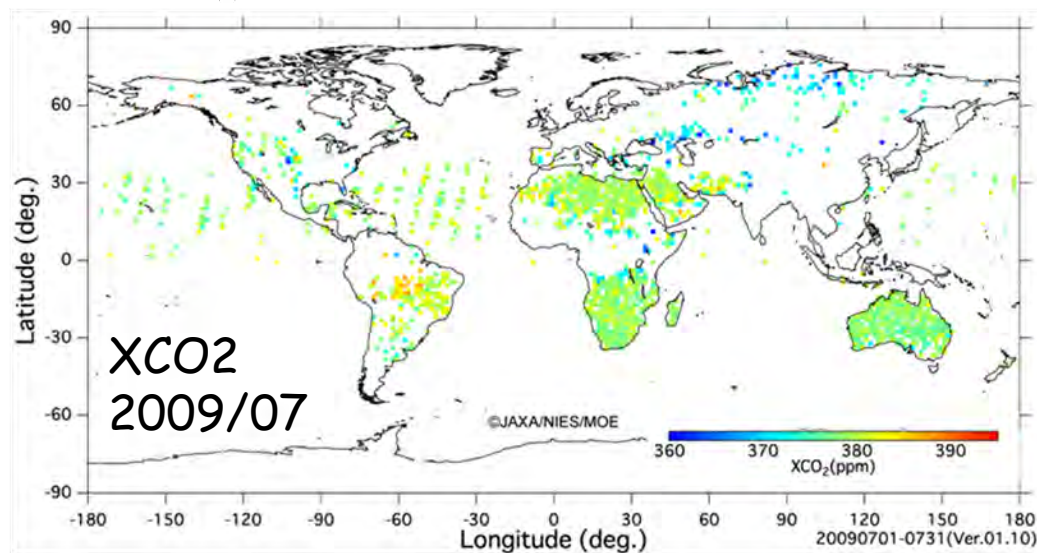 90
60
30
0
-30
-60
-90
Latitude (deg.)
XCO2
2009/07
©JAXA/NIES/MOE
360 370 380 390
XCO₂(ppm)
-180 -150 -120 -90 -60 -30 0 30 60 90 120 150 180
Longitude (deg.)
20090701-0731(Ver.01.10)